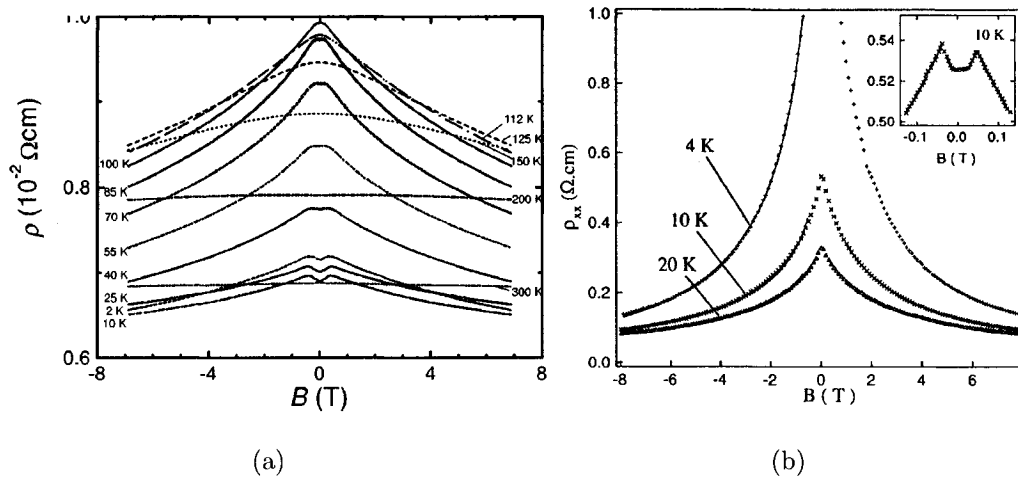 1.0
0.8
0.6
ρ (10⁻² Ωcm)
100 K
85 K
70 K
55 K
40 K
25 K
2 K
10 K
112 K
125 K
150 K
200 K
300 K
-8 -4 0 4 8
B (T)
(a)
1.0
0.8
0.6
0.4
0.2
0.0
ρxx (Ω.cm)
4 K
10 K
20 K
10 K
0.54
0.52
0.50
-0.1 0.0 0.1
B (T)
-8 -6 -4 -2 0 2 4 6
B ( T )
(b)